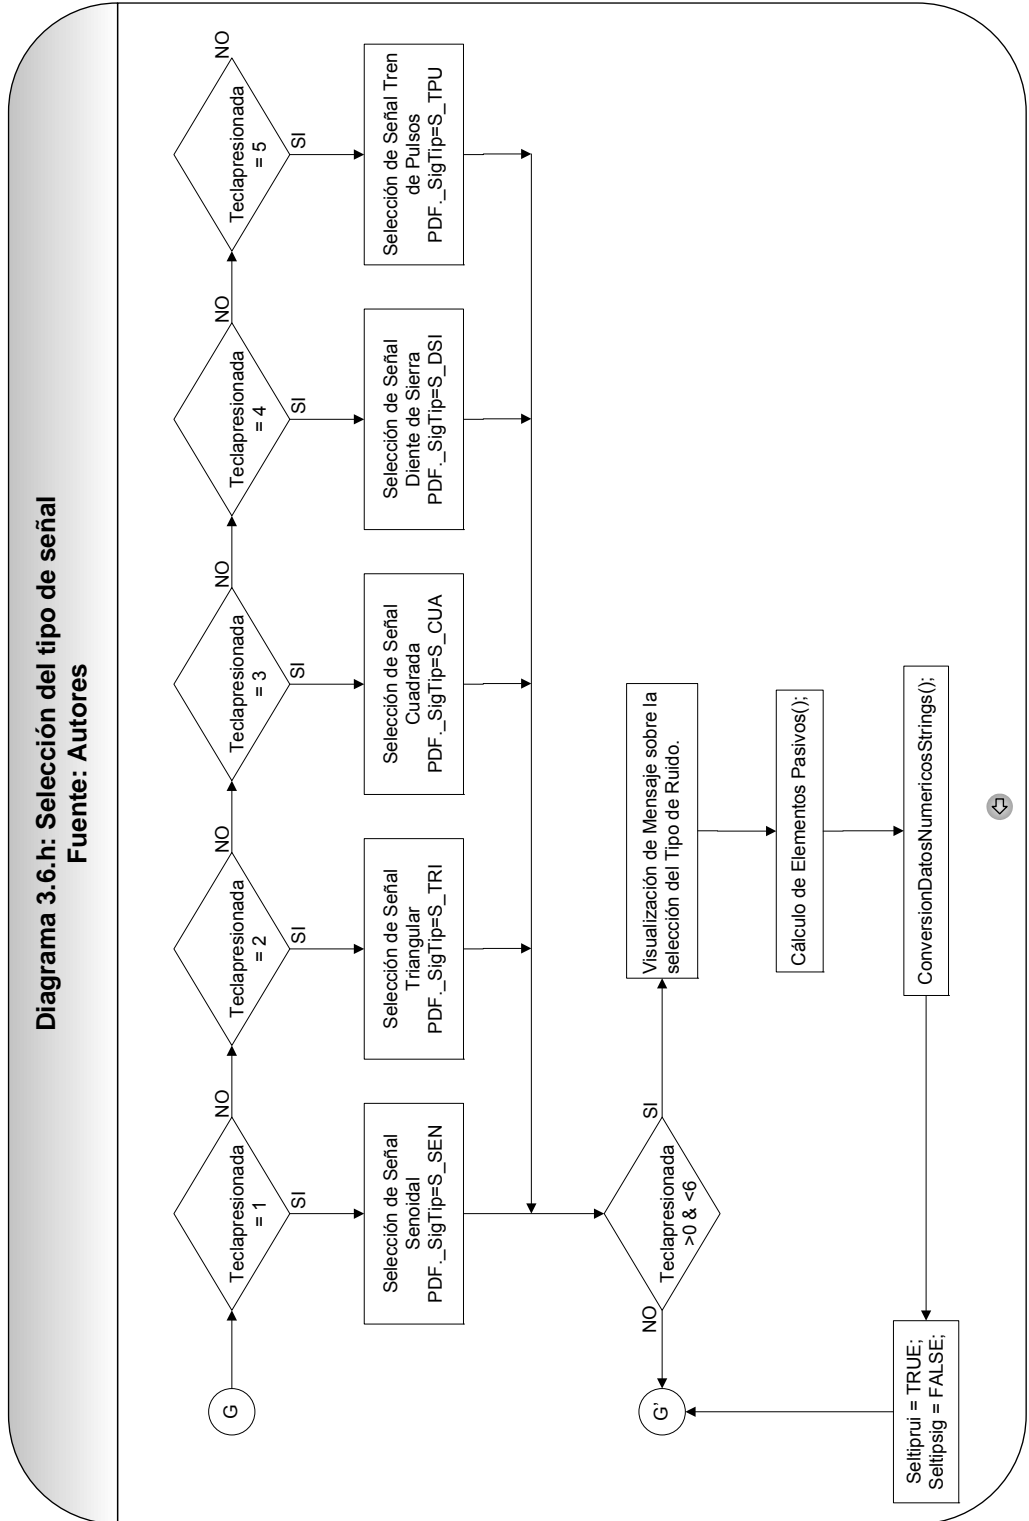 Diagrama 3.6.h: Selección del tipo de señal
Fuente: Autores
G
Teclapresionada
= 1
NO
SI
Teclapresionada
= 2
NO
SI
Teclapresionada
= 3
NO
SI
Teclapresionada
= 4
NO
SI
Teclapresionada
= 5
NO
SI
Selección de Señal
Senoidal
PDF._SigTip=S_SEN
Selección de Señal
Triangular
PDF._SigTip=S_TRI
Selección de Señal
Cuadrada
PDF._SigTip=S_CUA
Selección de Señal
Diente de Sierra
PDF._SigTip=S_DSI
Selección de Señal Tren
de Pulsos
PDF._SigTip=S_TPU
G'
NO
Teclapresionada
>0 & <6
SI
Visualización de Mensaje sobre la
selección del Tipo de Ruido.
Cálculo de Elementos Pasivos();
ConversionDatosNumericosStrings();
Seltiprui = TRUE;
Seltipsig = FALSE;